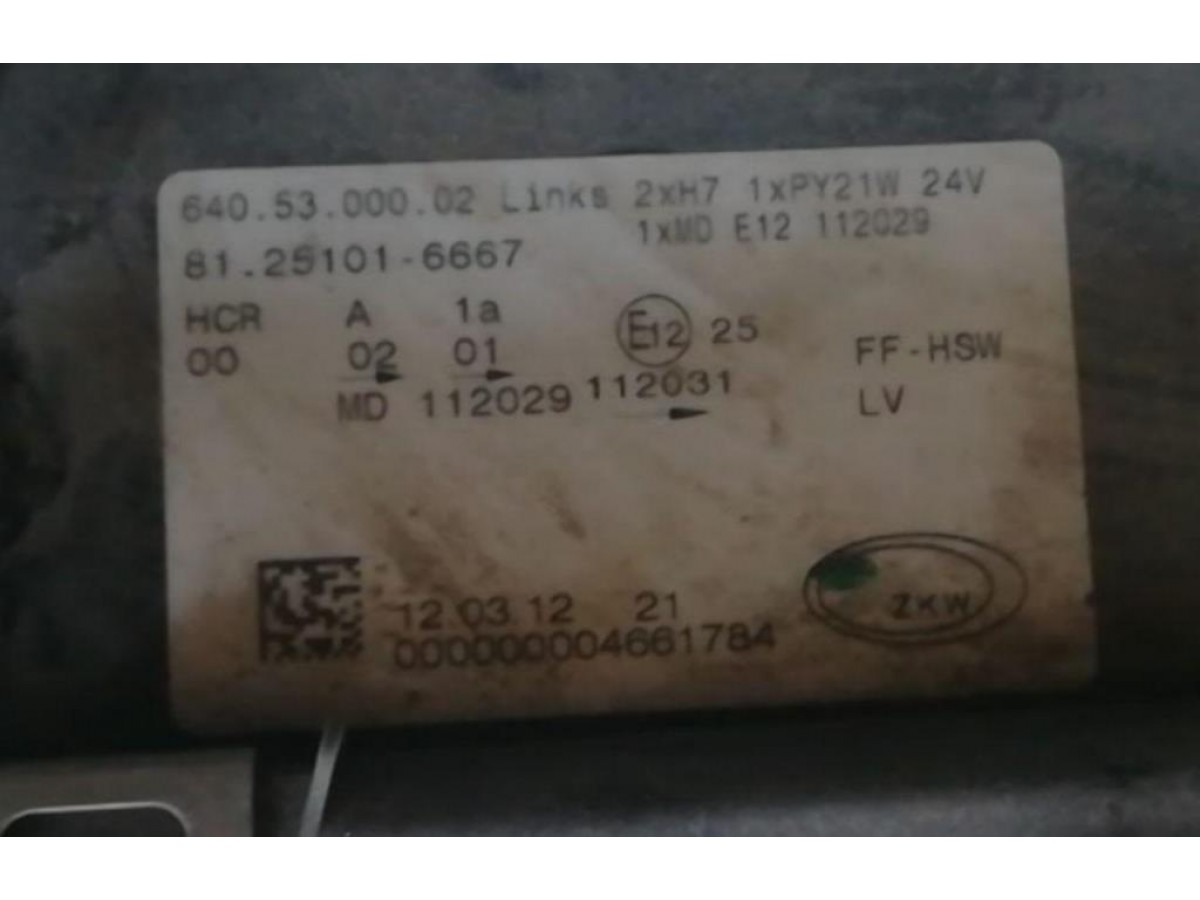 640.53.000.02 Links 2xH7 1xPY21W 24V
1xMD E12 112029
81.25101-6667
HCR A 1a
00 02 01
E12 25
FF-HSW
MD 112029 112031
LV
12.03.12 21
000000004661784
ZKW